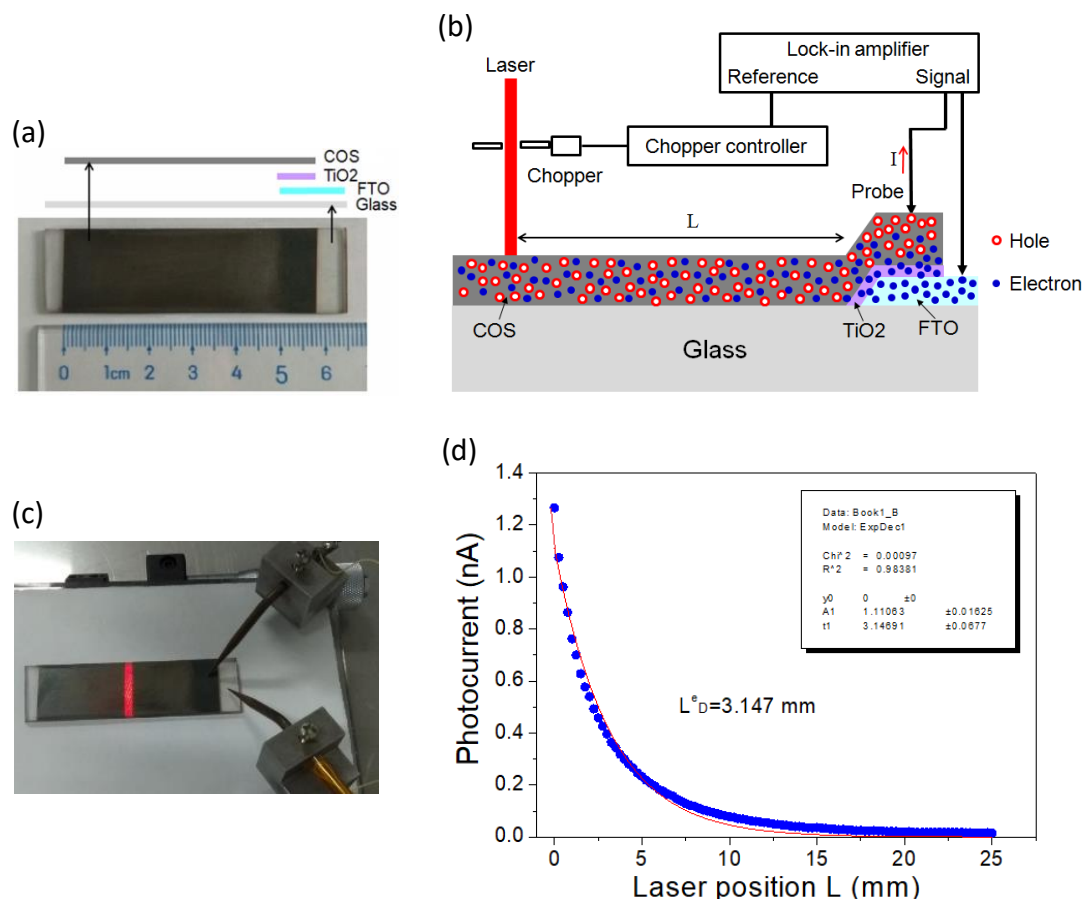 (a)
COS
TiO2
FTO
Glass
0 1cm 2 3 4 5 6
(b)
Lock-in amplifier
Reference Signal
Laser
Chopper controller
Chopper
I
Probe
L
Hole
Electron
COS
TiO2
FTO
Glass
(c)
(d)
1.4
1.2
1.0
0.8
0.6
0.4
0.2
0.0
Photocurrent (nA)
Data: Book1_B
Model: ExpDec1
Chi^2 = 0.00097
R^2 = 0.98381
y0 0 ±0
A1 1.11063 ±0.01625
t1 3.14691 ±0.0677
LeD=3.147 mm
0 5 10 15 20 25
Laser position L (mm)